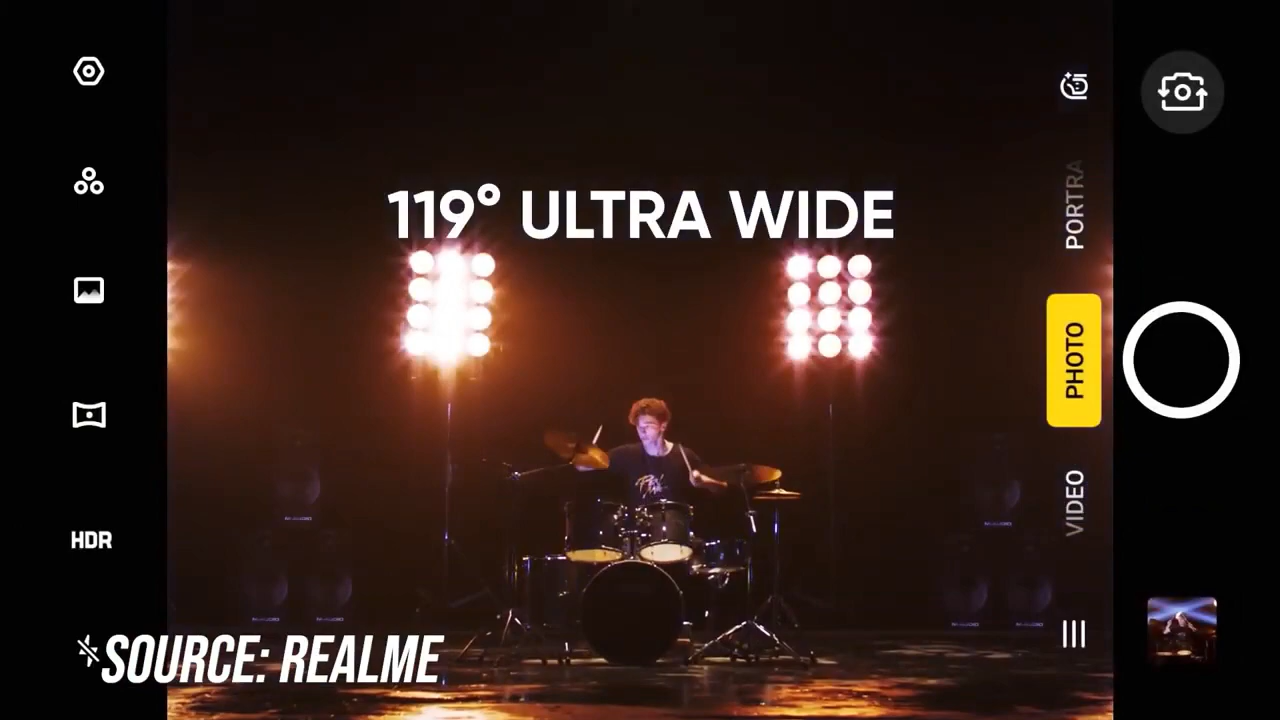 119° ULTRA WIDE
PORTRA
PHOTO
VIDEO
HDR
SOURCE: REALME